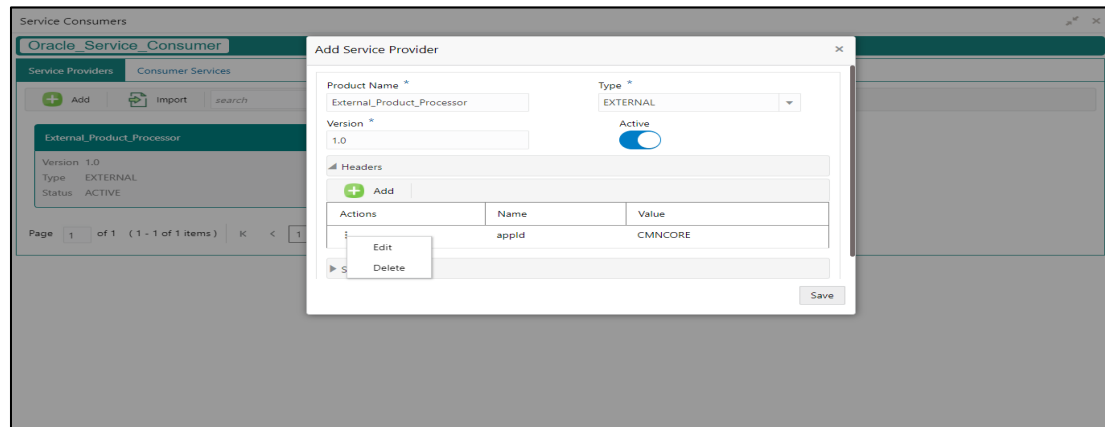 Service Consumers
Oracle_Service_Consumer
Service Providers Consumer Services
Add Import search
External_Product_Processor
Version 1.0
Type EXTERNAL
Status ACTIVE
Page 1 of 1 (1 - 1 of 1 items) K < 1
Add Service Provider
Product Name * Type *
External_Product_Processor EXTERNAL
Version * Active
1.0
Headers
Add
Actions Name Value
appId CMNCORE
Edit
Delete
S
Save